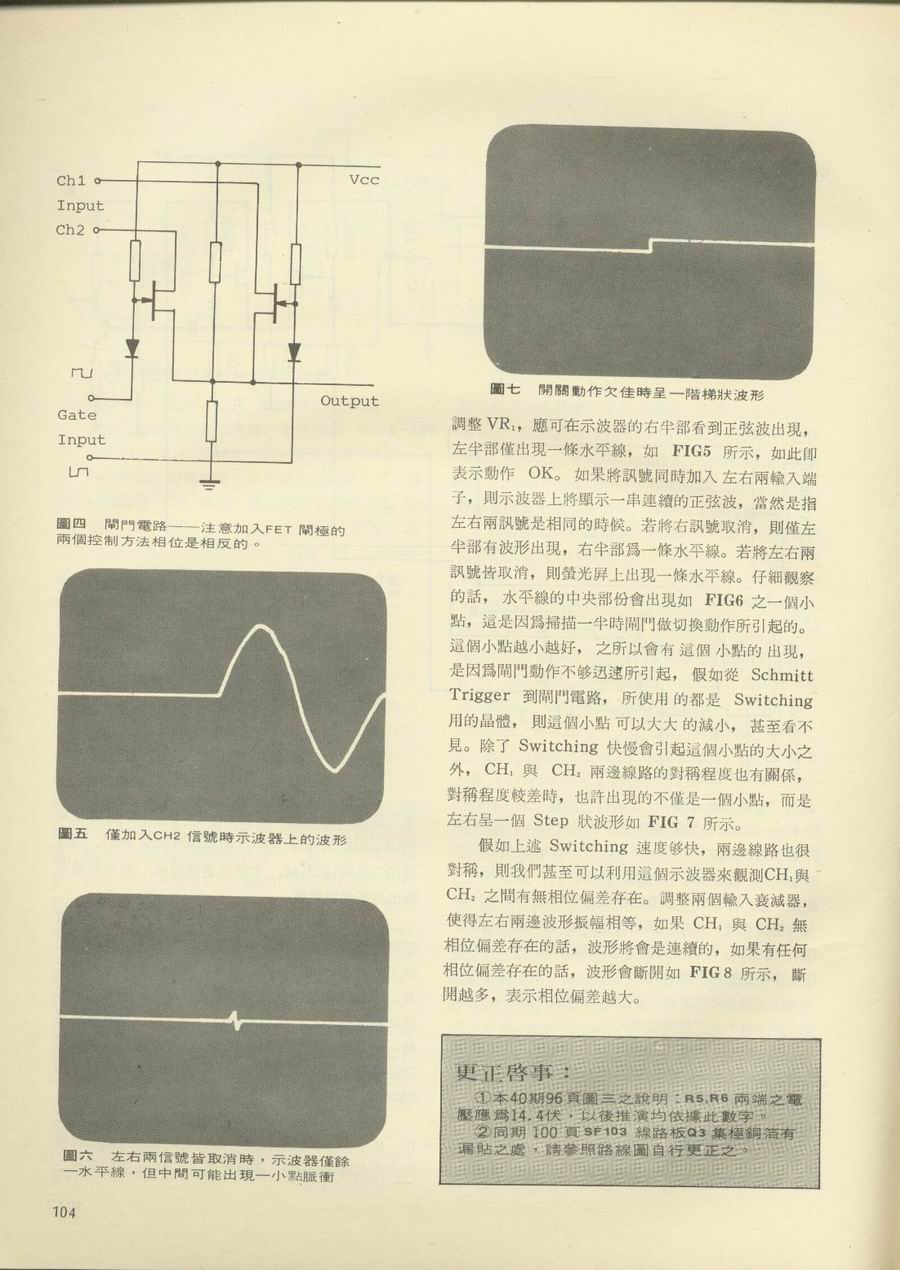 Ch1
Vcc
Input
Ch2
Gate
Output
Input
圖四 閘門電路——注意加入FET 閘極的
兩個控制方法相位是相反的。
圖五 僅加入CH2 信號時示波器上的波形
圖六 左右兩信號皆取消時，示波器僅餘
一水平線，但中間可能出現一小點脈衝
104
圖七 開關動作欠佳時呈一階梯狀波形
調整 VR₁，應可在示波器的右半部看到正弦波出現，
左半部僅出現一條水平線，如 FIG5 所示，如此即
表示動作 OK。如果將訊號同時加入左右兩輸入端
子，則示波器上將顯示一串連續的正弦波，當然是指
左右兩訊號是相同的時候。若將右訊號取消，則僅左
半部有波形出現，右半部爲一條水平線。若將左右兩
訊號皆取消，則螢光屏上出現一條水平線。仔細觀察
的話，水平線的中央部份會出現如 FIG6 之一個小
點，這是因爲掃描一半時閘門做切換動作所引起的。
這個小點越小越好，之所以會有這個小點的出現，
是因爲閘門動作不够迅速所引起，假如從 Schmitt
Trigger 到閘門電路，所使用的都是 Switching
用的晶體，則這個小點可以大大的減小，甚至看不
見。除了 Switching 快慢會引起這個小點的大小之
外，CH₁ 與 CH₂ 兩邊線路的對稱程度也有關係，
對稱程度較差時，也許出現的不僅是一個小點，而是
左右呈一個 Step 狀波形如 FIG 7 所示。
假如上述 Switching 速度够快，兩邊線路也很
對稱，則我們甚至可以利用這個示波器來觀測CH₁與
CH₂ 之間有無相位偏差存在。調整兩個輸入衰減器，
使得左右兩邊波形振幅相等，如果 CH₁ 與 CH₂ 無
相位偏差存在的話，波形將會是連續的，如果有任何
相位偏差存在的話，波形會斷開如 FIG 8 所示，斷
開越多，表示相位偏差越大。
更正啓事：
①本40期96頁圖三之說明：R5,R6 兩端之電
壓應爲14.4伏，以後推演均依據此數字。
②同期 100 頁 SF103 線路板Q3 集極銅箔有
漏貼之處，請參照路線圖自行更正之。